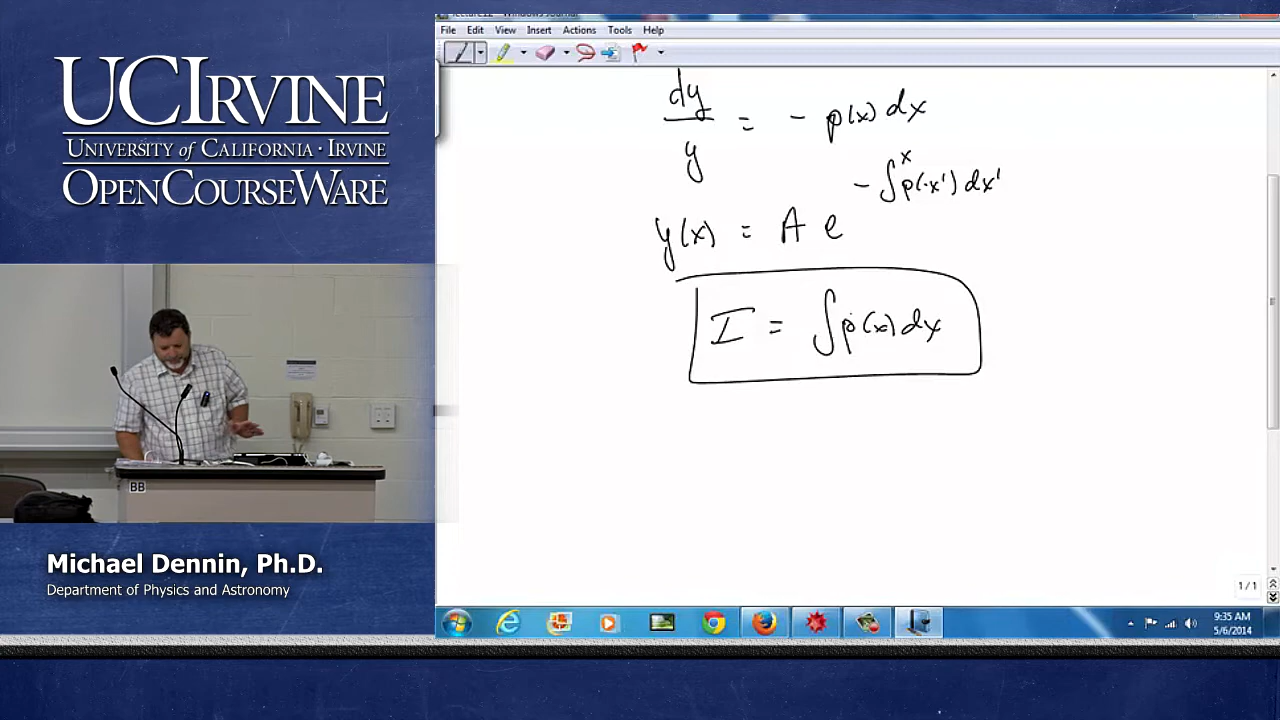 UCIRVINE
UNIVERSITY of CALIFORNIA · IRVINE
OPENCOURSEWARE
BB
Michael Dennin, Ph.D.
Department of Physics and Astronomy
File Edit View Insert Actions Tools Help
dy/y = - p(x) dx
y(x) = A e^{-∫^x p(x') dx'}
I = ∫p(x) dx
1/1
9:35 AM
5/6/2014